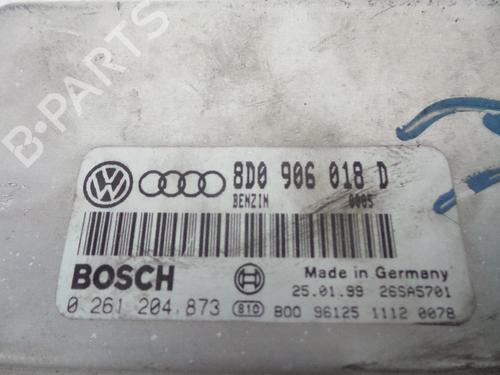 B-PARTS
8D0 906 018 D
BENZIN 0005
BOSCH
Made in Germany
25.01.99 26SA5701
0 261 204.873 810 B00 96125 1112 0078